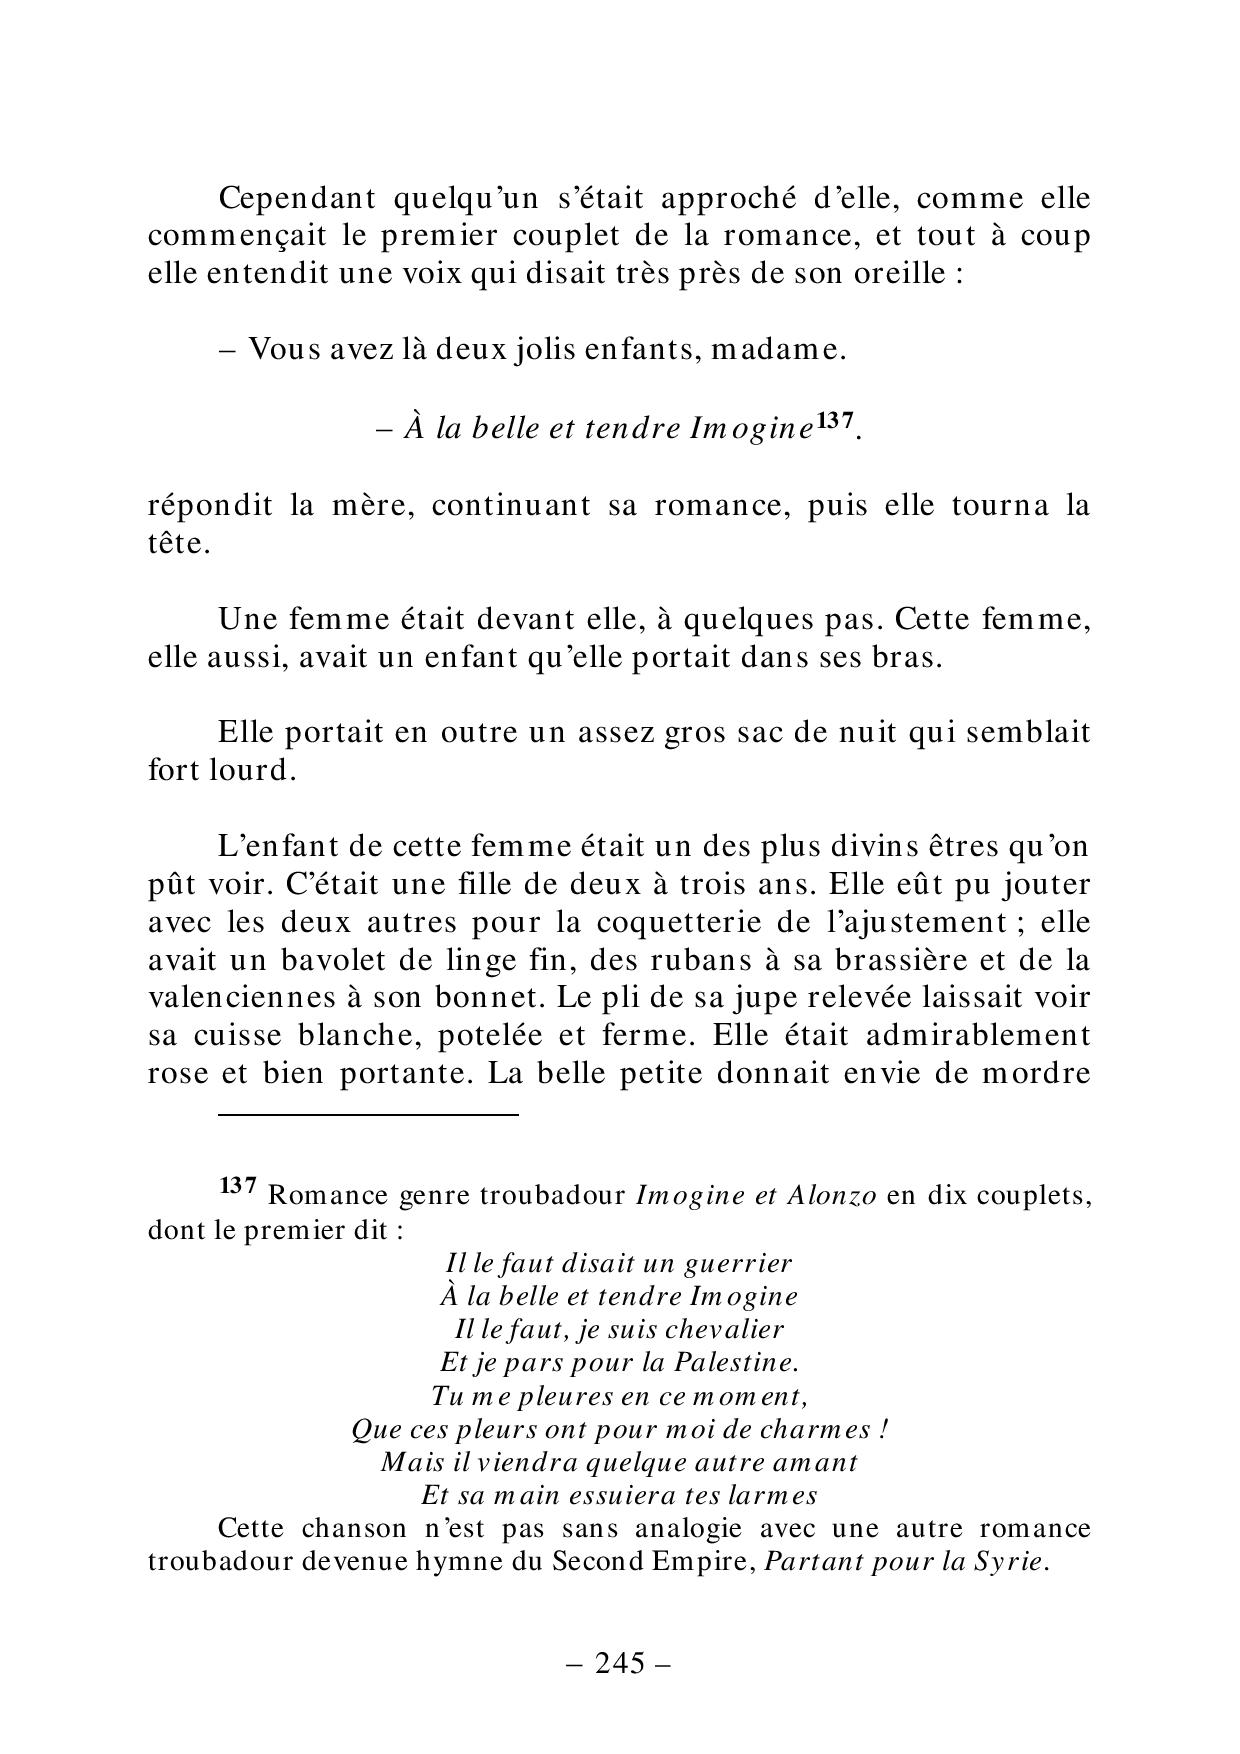 Cependant quelqu’un s’était approché d’elle, comme elle
commençait le premier couplet de la romance, et tout à coup
elle entendit une voix qui disait très près de son oreille :
– Vous avez là deux jolis enfants, madame.
– À la belle et tendre Imogine137.
répondit la mère, continuant sa romance, puis elle tourna la
tête.
Une femme était devant elle, à quelques pas. Cette femme,
elle aussi, avait un enfant qu’elle portait dans ses bras.
Elle portait en outre un assez gros sac de nuit qui semblait
fort lourd.
L’enfant de cette femme était un des plus divins êtres qu’on
pût voir. C’était une fille de deux à trois ans. Elle eût pu jouter
avec les deux autres pour la coquetterie de l’ajustement ; elle
avait un bavolet de linge fin, des rubans à sa brassière et de la
valenciennes à son bonnet. Le pli de sa jupe relevée laissait voir
sa cuisse blanche, potelée et ferme. Elle était admirablement
rose et bien portante. La belle petite donnait envie de mordre
137 Romance genre troubadour Imogine et Alonzo en dix couplets,
dont le premier dit :
Il le faut disait un guerrier
À la belle et tendre Imogine
Il le faut, je suis chevalier
Et je pars pour la Palestine.
Tu me pleures en ce moment,
Que ces pleurs ont pour moi de charmes !
Mais il viendra quelque autre amant
Et sa main essuiera tes larmes
Cette chanson n’est pas sans analogie avec une autre romance
troubadour devenue hymne du Second Empire, Partant pour la Syrie.
– 245 –